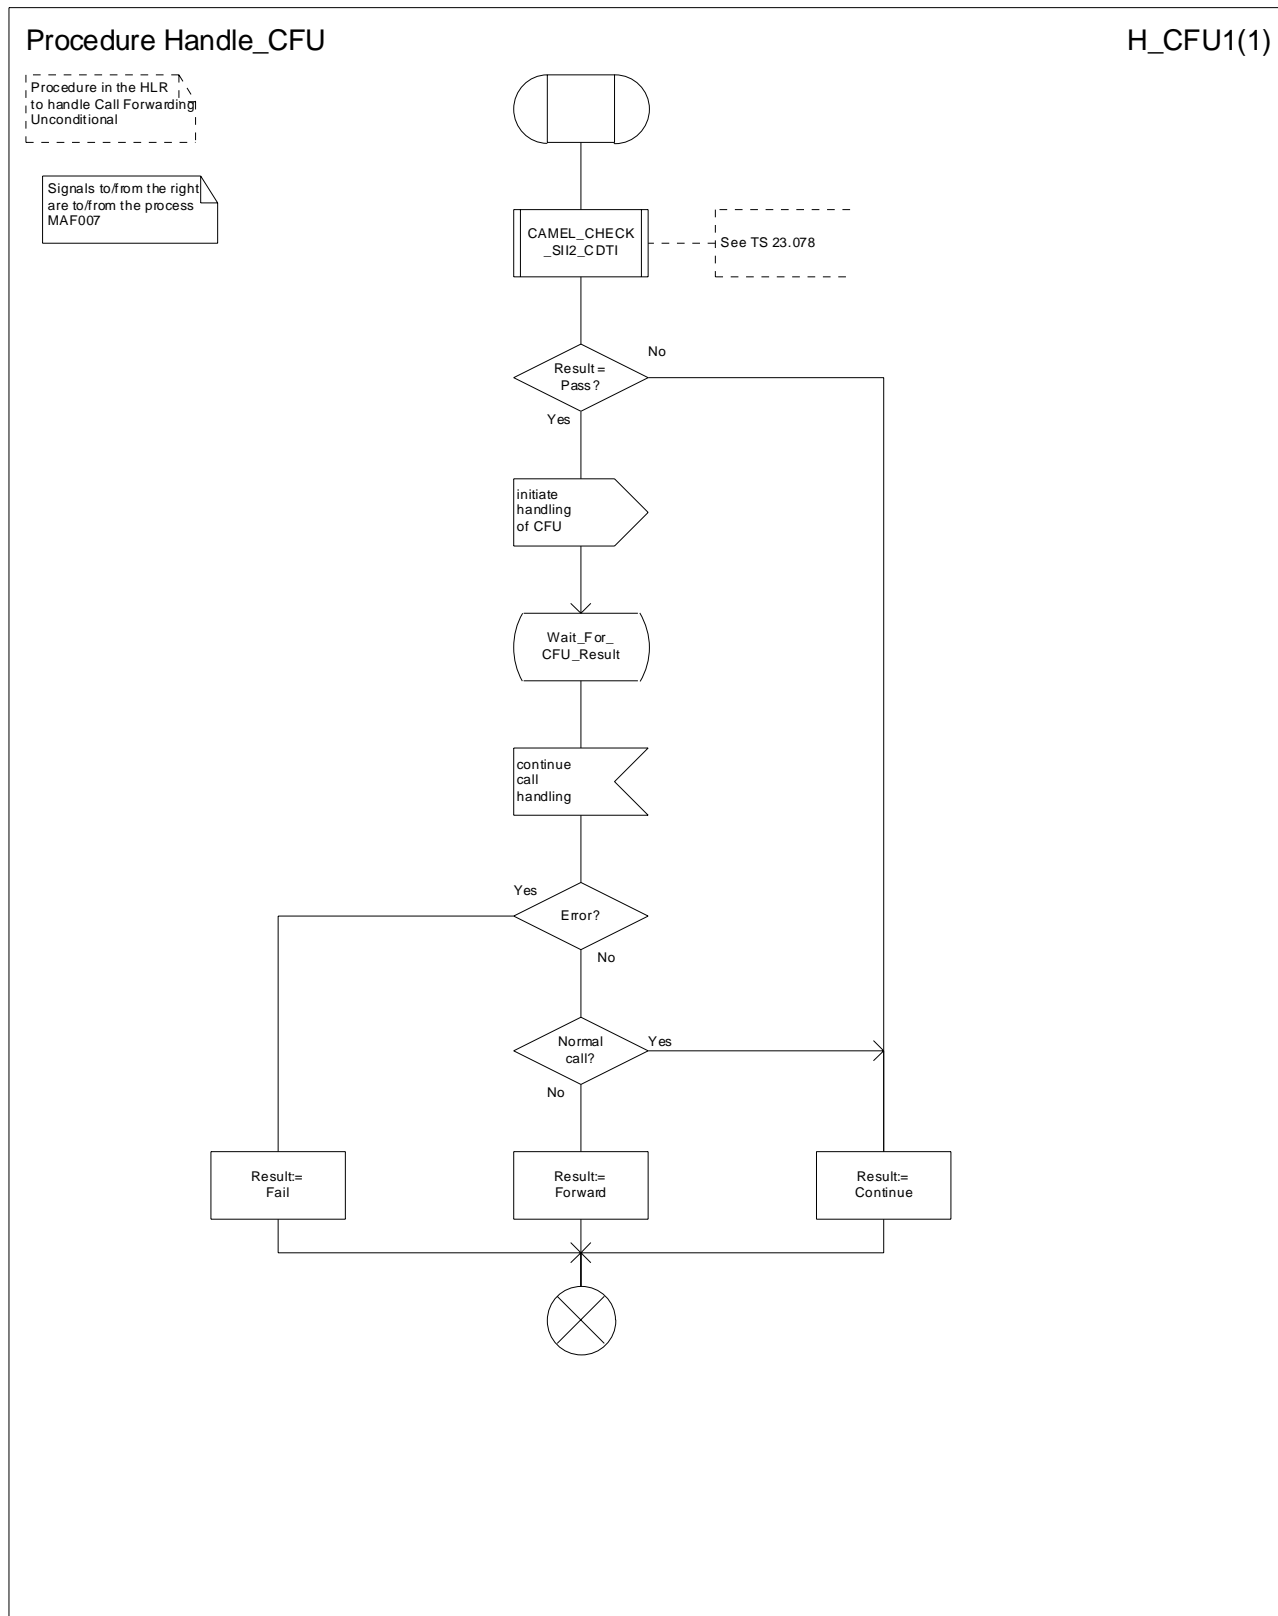 Procedure Handle_CFU
H_CFU1(1)
Procedure in the HLR
to handle Call Forwarding
Unconditional
Signals to/from the right
are to/from the process
MAF007
CAMEL_CHECK
_SII2_CDTI
See TS 23.078
No
Result =
Pass?
Yes
initiate
handling
of CFU
Wait_For_
CFU_Result
continue
call
handling
Yes
Error?
No
Normal
call?
Yes
No
Result:=
Fail
Result:=
Forward
Result:=
Continue